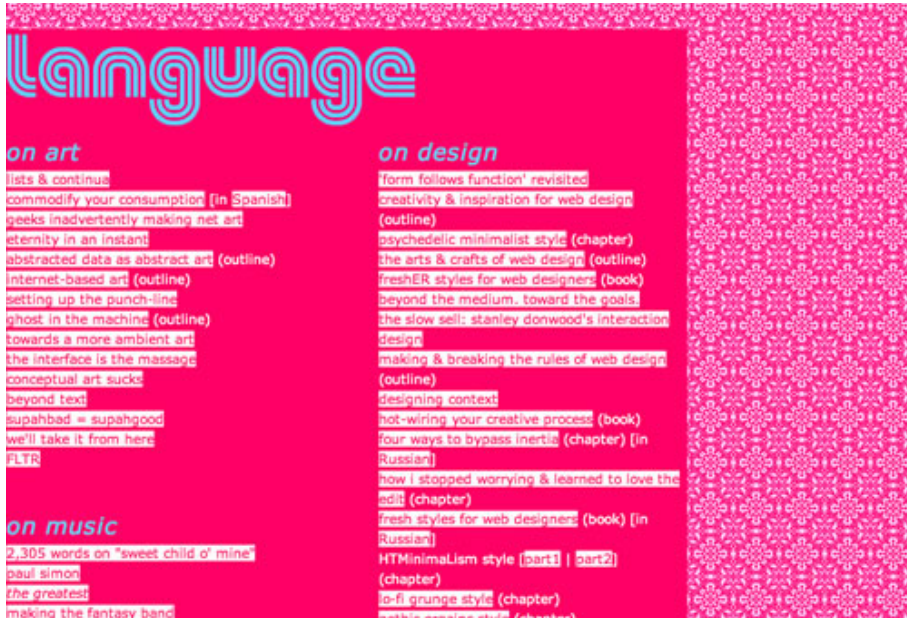 language
on art
lists & continua
commodify your consumption [in Spanish]
geeks inadvertently making net art
eternity in an instant
abstracted data as abstract art (outline)
internet-based art (outline)
setting up the punch-line
ghost in the machine (outline)
towards a more ambient art
the interface is the massage
conceptual art sucks
beyond text
supahbad = supahgood
we'll take it from here
FLTR
on music
2,305 words on "sweet child o' mine"
paul simon
the greatest
making the fantasy band
on design
'form follows function' revisited
creativity & inspiration for web design
(outline)
psychedelic minimalist style (chapter)
the arts & crafts of web design (outline)
freshER styles for web designers (book)
beyond the medium. toward the goals.
the slow sell: stanley donwood's interaction
design
making & breaking the rules of web design
(outline)
designing context
hot-wiring your creative process (book)
four ways to bypass inertia (chapter) [in
Russian]
how i stopped worrying & learned to love the
edit (chapter)
fresh styles for web designers (book) [in
Russian]
HTMinimaLism style [part1 | part2]
(chapter)
lo-fi grunge style (chapter)
gothic organic style (chapter)